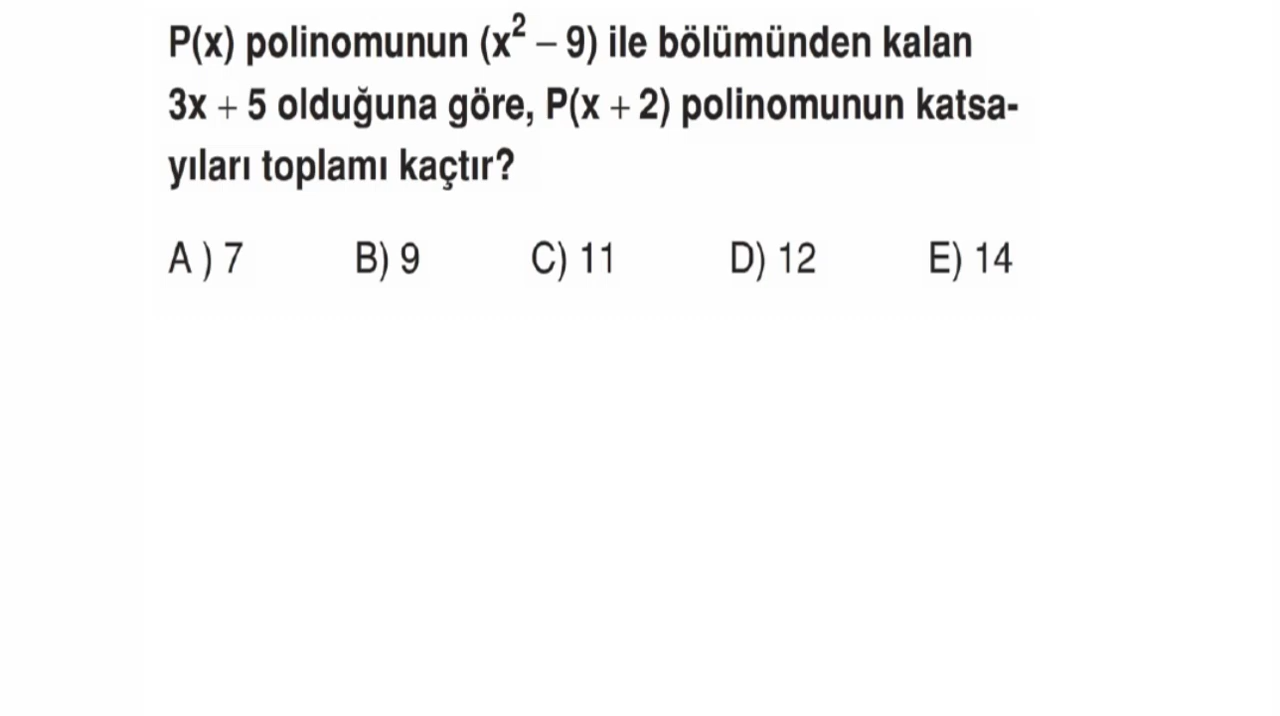 P(x) polinomunun (x² – 9) ile bölümünden kalan
3x + 5 olduğuna göre, P(x + 2) polinomunun katsa-
yıları toplamı kaçtır?
A ) 7 B) 9 C) 11 D) 12 E) 14